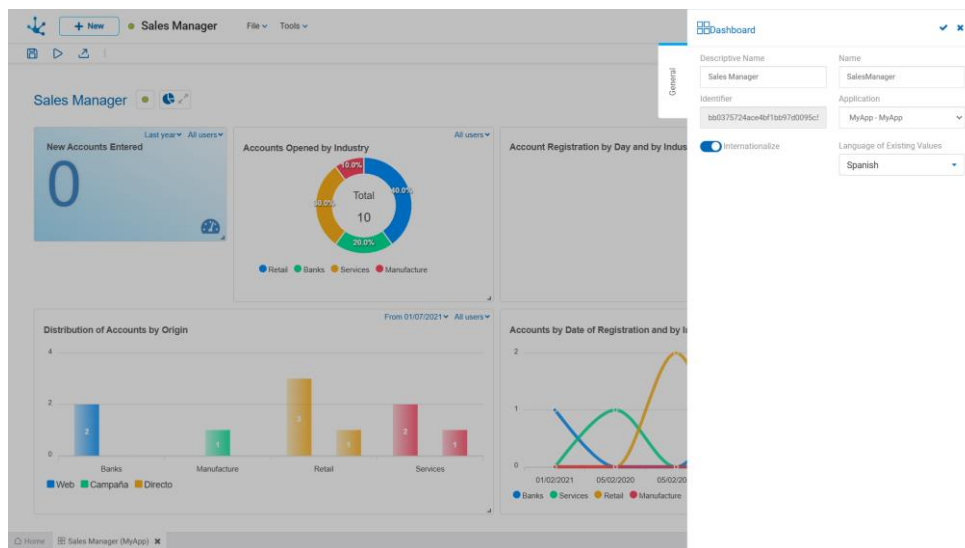 + New
Sales Manager
File
Tools
Sales Manager
Last year All users
New Accounts Entered
0
All users
Accounts Opened by Industry
10.0%
40.0%
30.0%
20.0%
Total
10
Retail Banks Services Manufacture
Account Registration by Day and by Indus
From 01/07/2021 All users
Distribution of Accounts by Origin
4
2
0
2
1
3
1
2
1
Banks Manufacture Retail Services
Web Campaña Directo
Accounts by Date of Registration and by I
2
1
0
01/02/2021 05/02/2020 05/02/20
Banks Services Retail Manufacture
Home
Sales Manager (MyApp)
General
Dashboard
Descriptive Name
Name
Sales Manager
SalesManager
Identifier
Application
bb0375724ace4bf1bb97d0095c
MyApp - MyApp
Internationalize
Language of Existing Values
Spanish